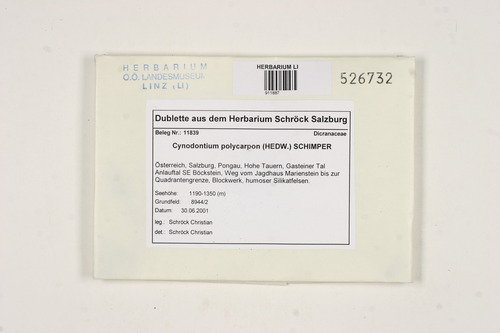 HERBARIUM
O.Ö. LANDESMUSEUM
LINZ (LI)
HERBARIUM LI
911867
526732
Dublette aus dem Herbarium Schröck Salzburg
Beleg Nr.: 11839 Dicranaceae
Cynodontium polycarpon (HEDW.) SCHIMPER
Österreich, Salzburg, Pongau, Hohe Tauern, Gasteiner Tal
Anlauftal SE Böckstein, Weg vom Jagdhaus Marienstein bis zur
Quadrantengrenze, Blockwerk, humoser Silikatfelsen.
Seehöhe: 1190-1350 (m)
Grundfeld: 8944/2
Datum: 30.06.2001
leg.: Schröck Christian
det.: Schröck Christian